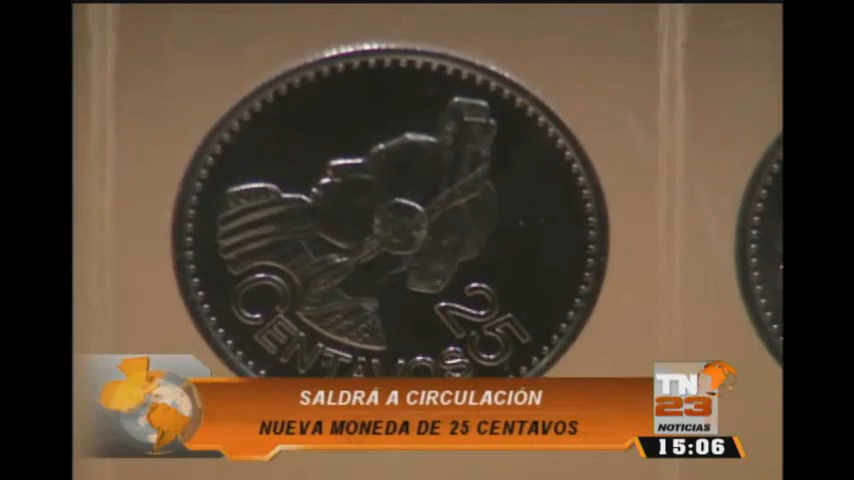 CENTAVOS
25
SALDRÁ A CIRCULACIÓN
NUEVA MONEDA DE 25 CENTAVOS
TN
23
NOTICIAS
15:06